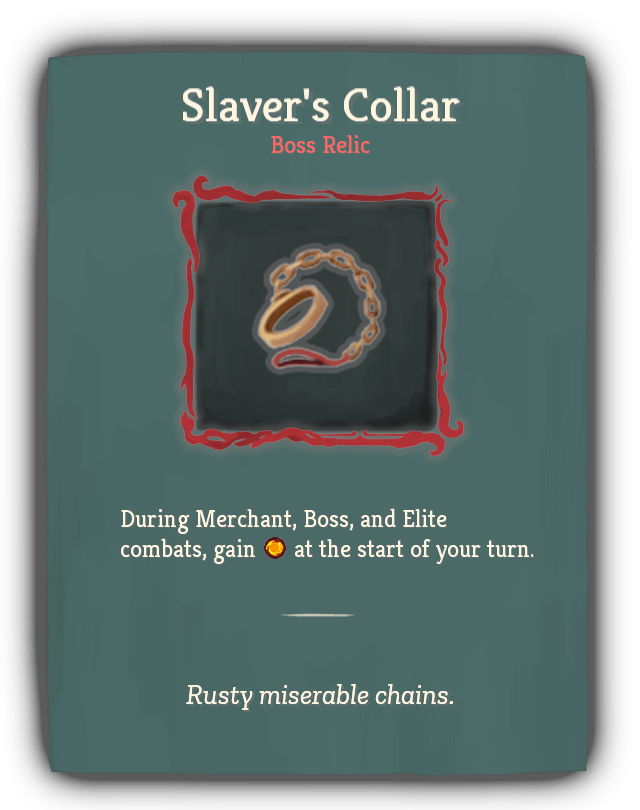 Slaver's Collar
Boss Relic
During Merchant, Boss, and Elite
combats, gain at the start of your turn.
Rusty miserable chains.